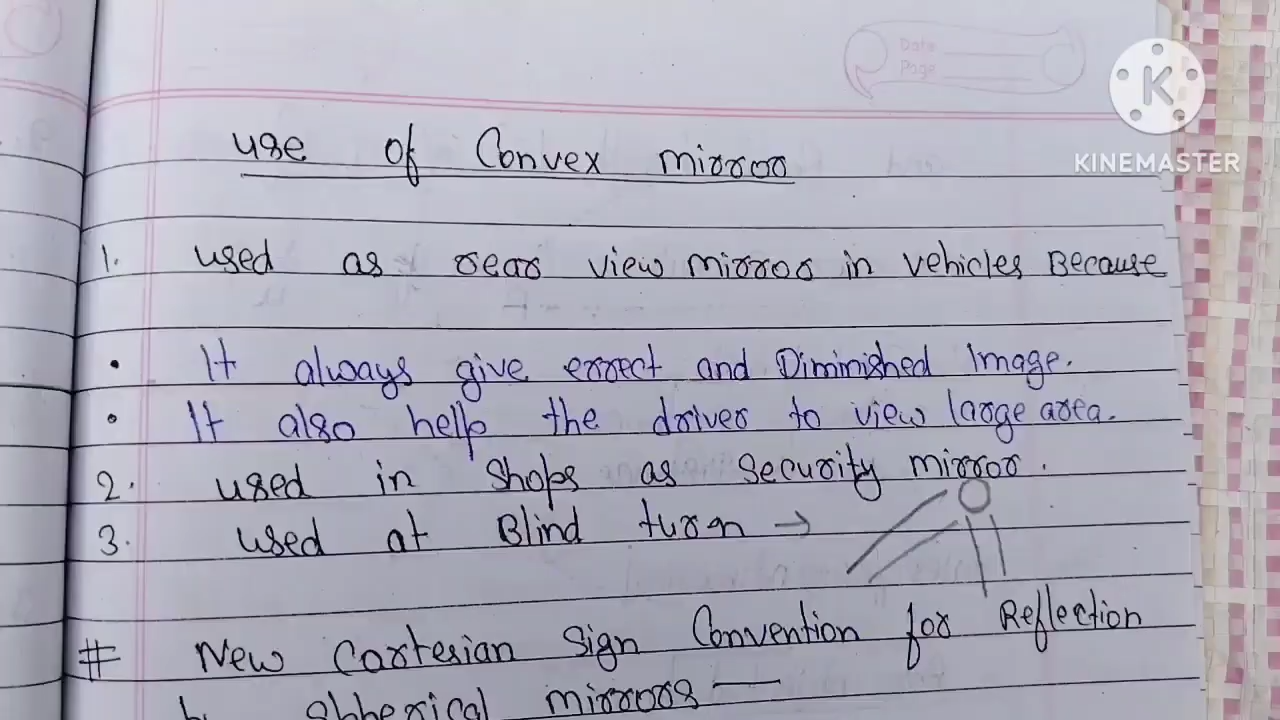 Date
Page
K
KINEMASTER
use of Convex mirror
1. used as rear view mirror in vehicles Because
• It always give errect and Diminished Image.
• It also help the driver to view large area.
2. used in Shops as Security mirror.
3. used at Blind turn →
# New Cartesian Sign Convention for Reflection
by spherical mirrors —